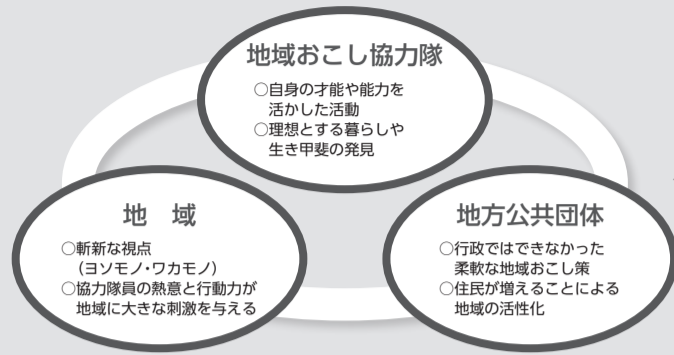 地域おこし協力隊
○自身の才能や能力を
活かした活動
○理想とする暮らしや
生き甲斐の発見
地　域
○斬新な視点
（ヨソモノ・ワカモノ）
○協力隊員の熱意と行動力が
地域に大きな刺激を与える
地方公共団体
○行政ではできなかった
柔軟な地域おこし策
○住民が増えることによる
地域の活性化